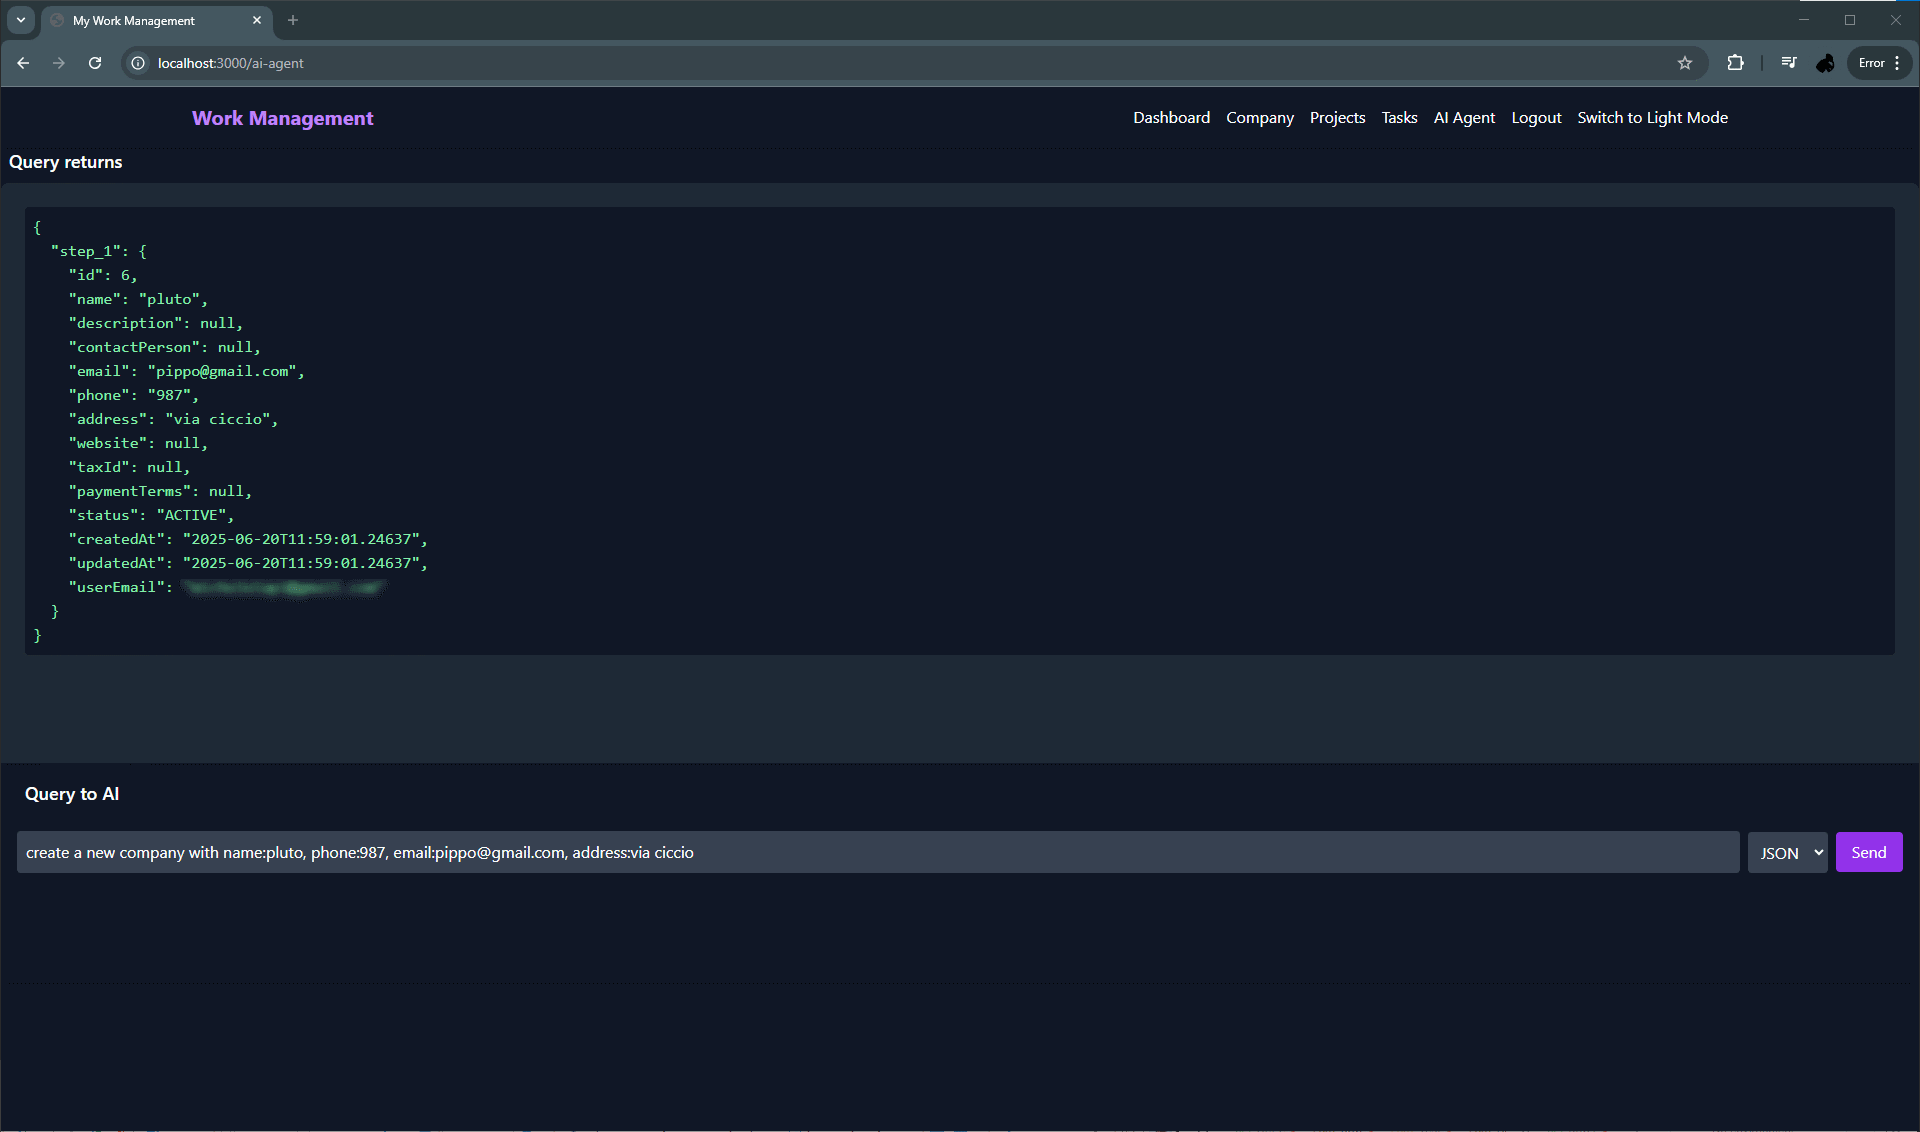 My Work Management
localhost:3000/ai-agent
Error
Work Management
Dashboard Company Projects Tasks AI Agent Logout Switch to Light Mode
Query returns
{
"step_1": {
"id": 6,
"name": "pluto",
"description": null,
"contactPerson": null,
"email": "pippo@gmail.com",
"phone": "987",
"address": "via ciccio",
"website": null,
"taxId": null,
"paymentTerms": null,
"status": "ACTIVE",
"createdAt": "2025-06-20T11:59:01.24637",
"updatedAt": "2025-06-20T11:59:01.24637",
"userEmail":
}
}
Query to AI
create a new company with name:pluto, phone:987, email:pippo@gmail.com, address:via ciccio
JSON
Send